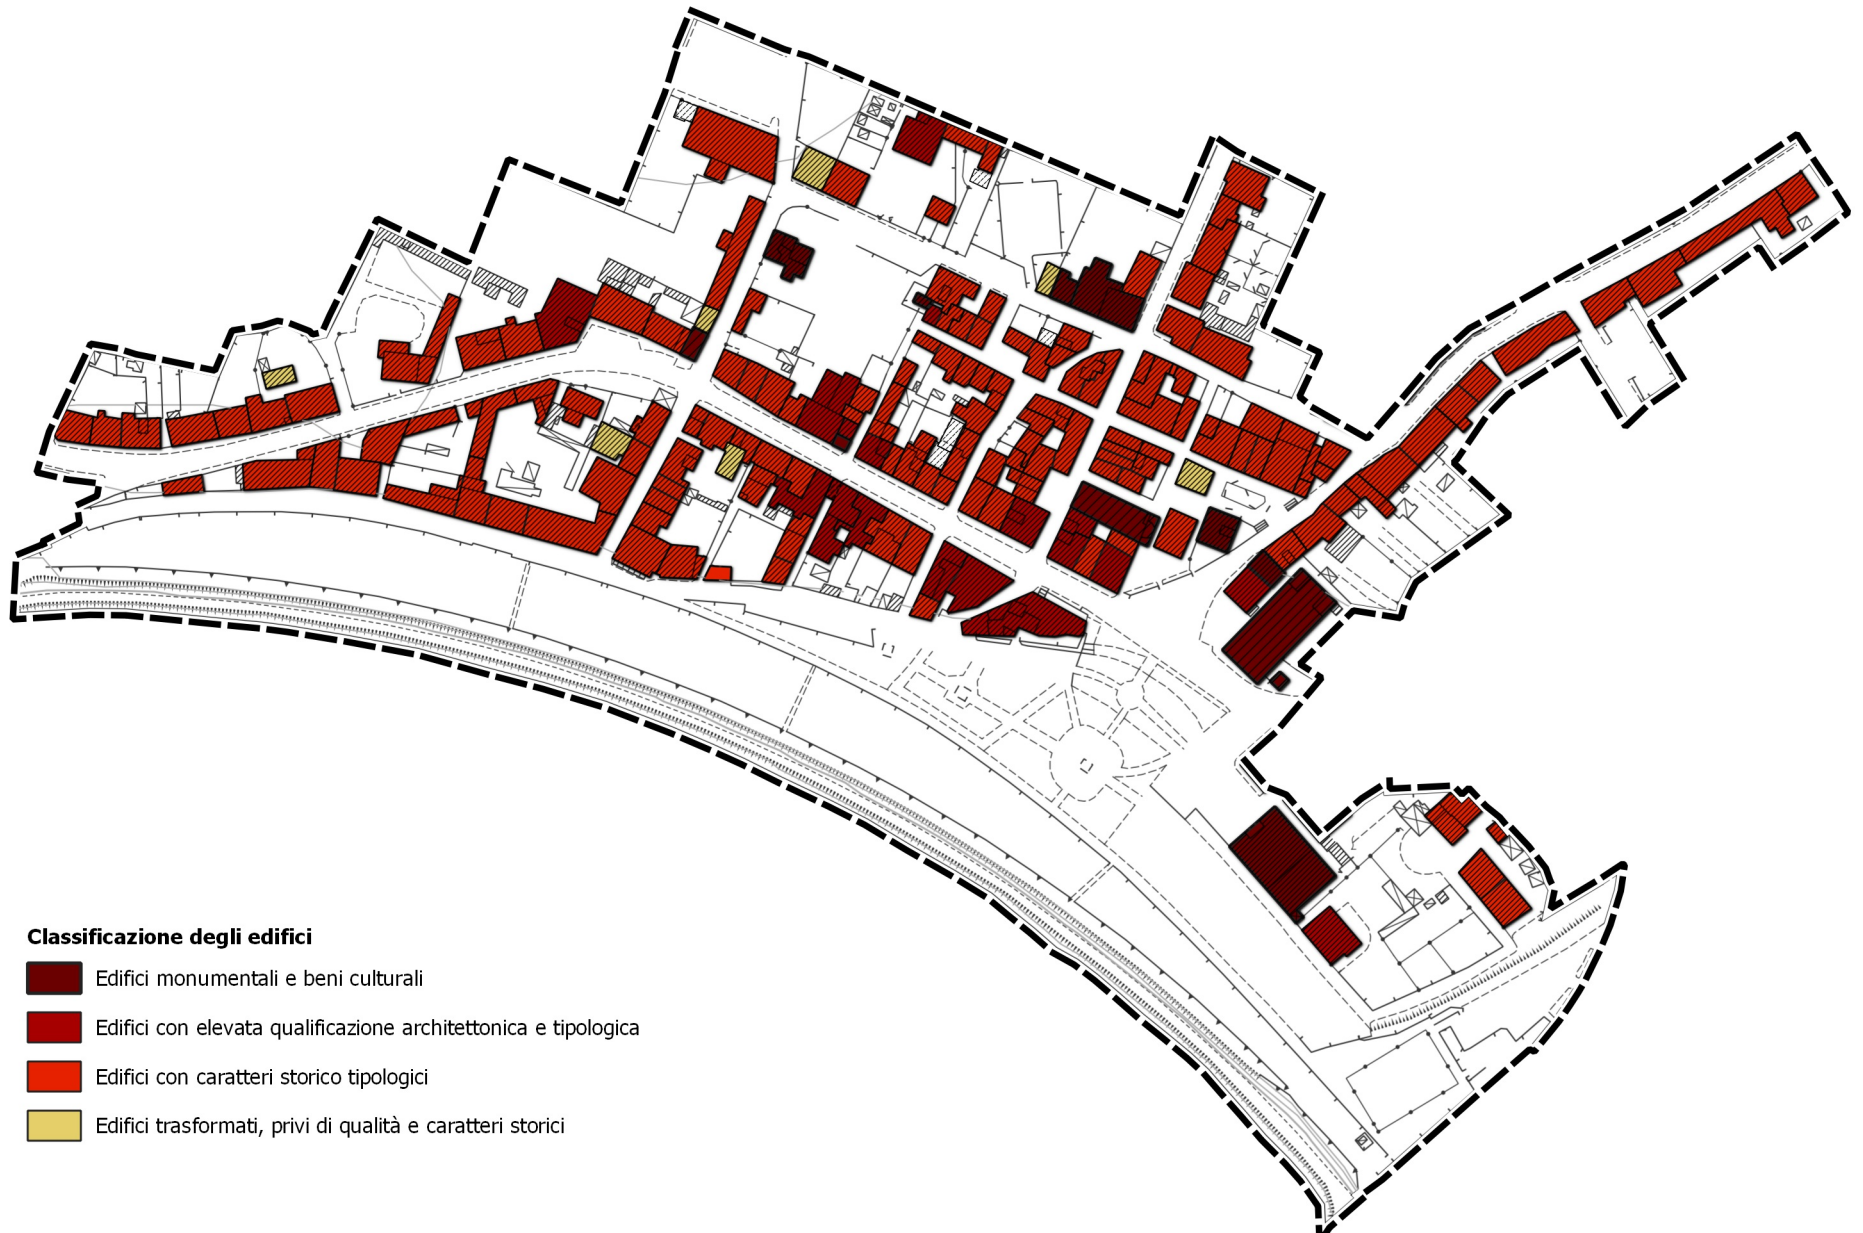 Classificazione degli edifici
Edifici monumentali e beni culturali
Edifici con elevata qualificazione architettonica e tipologica
Edifici con caratteri storico tipologici
Edifici trasformati, privi di qualità e caratteri storici